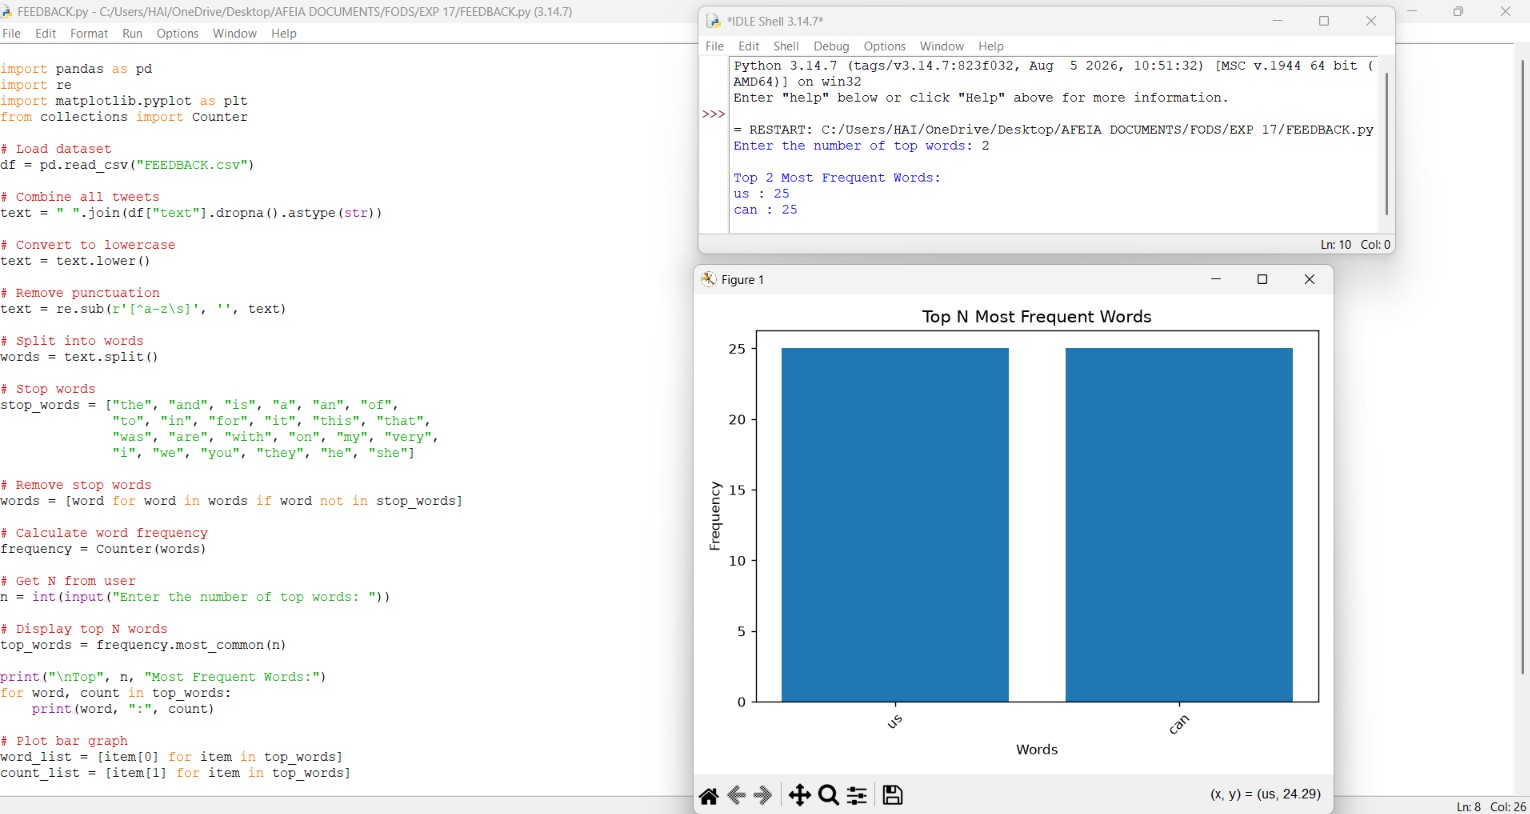 FEEDBACK.py - C:/Users/HAI/OneDrive/Desktop/AFEIA DOCUMENTS/FODS/EXP 17/FEEDBACK.py (3.14.7)
File Edit Format Run Options Window Help
import pandas as pd
import re
import matplotlib.pyplot as plt
from collections import Counter
# Load dataset
df = pd.read_csv("FEEDBACK.csv")
# Combine all tweets
text = " ".join(df["text"].dropna().astype(str))
# Convert to lowercase
text = text.lower()
# Remove punctuation
text = re.sub(r'[^a-z\s]', '', text)
# Split into words
words = text.split()
# Stop words
stop_words = ["the", "and", "is", "a", "an", "of",
"to", "in", "for", "it", "this", "that",
"was", "are", "with", "on", "my", "very",
"i", "we", "you", "they", "he", "she"]
# Remove stop words
words = [word for word in words if word not in stop_words]
# Calculate word frequency
frequency = Counter(words)
# Get N from user
n = int(input("Enter the number of top words: "))
# Display top N words
top_words = frequency.most_common(n)
print("\nTop", n, "Most Frequent Words:")
for word, count in top_words:
print(word, ":", count)
# Plot bar graph
word_list = [item[0] for item in top_words]
count_list = [item[1] for item in top_words]
Ln: 8 Col: 26
*IDLE Shell 3.14.7*
File Edit Shell Debug Options Window Help
Python 3.14.7 (tags/v3.14.7:823f032, Aug 5 2026, 10:51:32) [MSC v.1944 64 bit (
AMD64)] on win32
Enter "help" below or click "Help" above for more information.
>>>
= RESTART: C:/Users/HAI/OneDrive/Desktop/AFEIA DOCUMENTS/FODS/EXP 17/FEEDBACK.py
Enter the number of top words: 2
Top 2 Most Frequent Words:
us : 25
can : 25
Ln: 10 Col: 0
Figure 1
Top N Most Frequent Words
25
20
15
10
5
0
Frequency
us
can
Words
(x, y) = (us, 24.29)